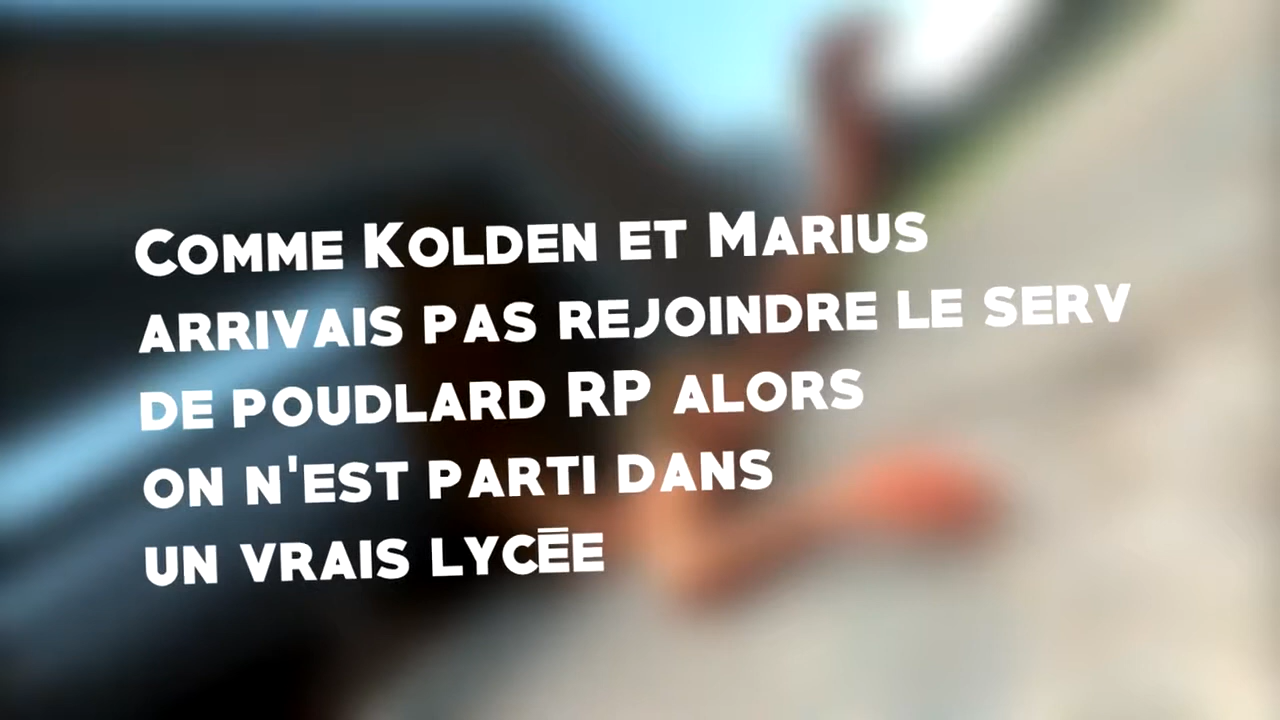 Comme Kolden et Marius
arrivais pas rejoindre le serv
de poudlard RP alors
on n'est parti dans
un vrais lycēe